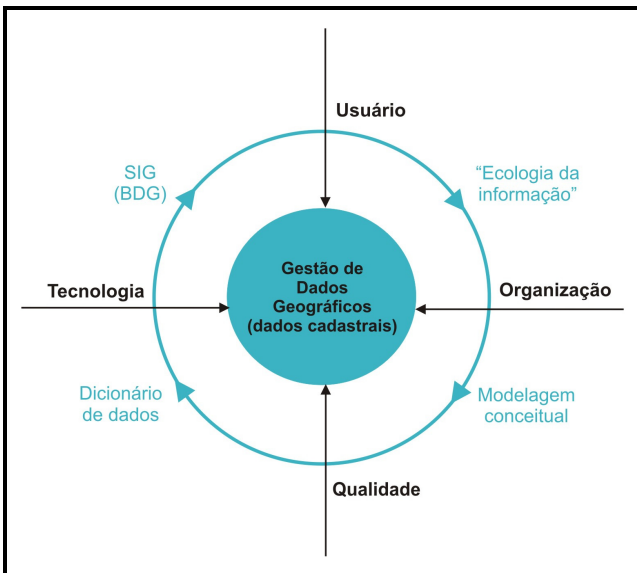 Usuário
SIG
(BDG)
“Ecologia da
informação”
Gestão de
Dados
Geográficos
(dados cadastrais)
Tecnologia
Organização
Dicionário
de dados
Modelagem
conceitual
Qualidade